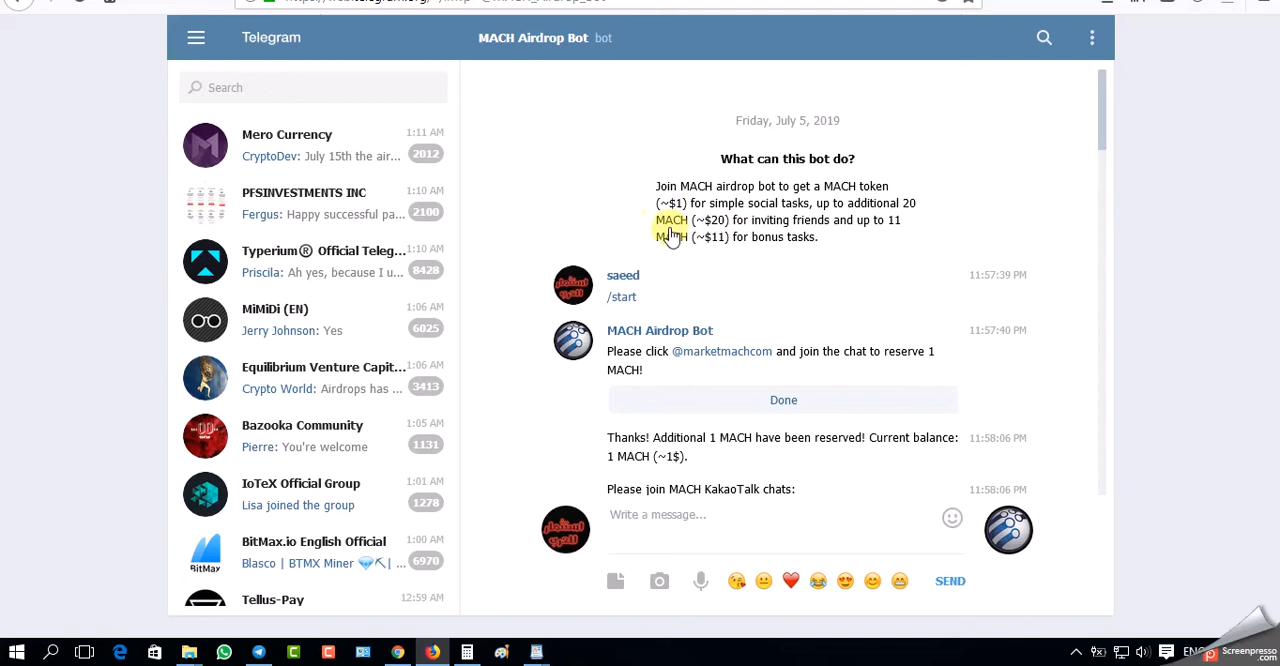 Telegram
MACH Airdrop Bot bot
Search
Mero Currency 1:11 AM
CryptoDev: July 15th the air... 2012
PFSINVESTMENTS INC 1:10 AM
Fergus: Happy successful pa... 2100
Typerium® Official Teleg... 1:10 AM
Priscila: Ah yes, because I u... 8428
MiMiDi (EN) 1:06 AM
Jerry Johnson: Yes 6025
Equilibrium Venture Capit... 1:06 AM
Crypto World: Airdrops has ... 3413
Bazooka Community 1:05 AM
Pierre: You're welcome 1131
IoTeX Official Group 1:01 AM
Lisa joined the group 1278
BitMax.io English Official 1:00 AM
Blasco | BTMX Miner 💎⛏| ... 6970
BitMax
Tellus-Pay 12:59 AM
Friday, July 5, 2019
What can this bot do?
Join MACH airdrop bot to get a MACH token
(~$1) for simple social tasks, up to additional 20
MACH (~$20) for inviting friends and up to 11
MACH (~$11) for bonus tasks.
saeed 11:57:39 PM
/start
MACH Airdrop Bot 11:57:40 PM
Please click @marketmachcom and join the chat to reserve 1
MACH!
Done
Thanks! Additional 1 MACH have been reserved! Current balance: 11:58:06 PM
1 MACH (~1$).
Please join MACH KakaoTalk chats: 11:58:06 PM
Write a message...
SEND
Screenpresso
.com